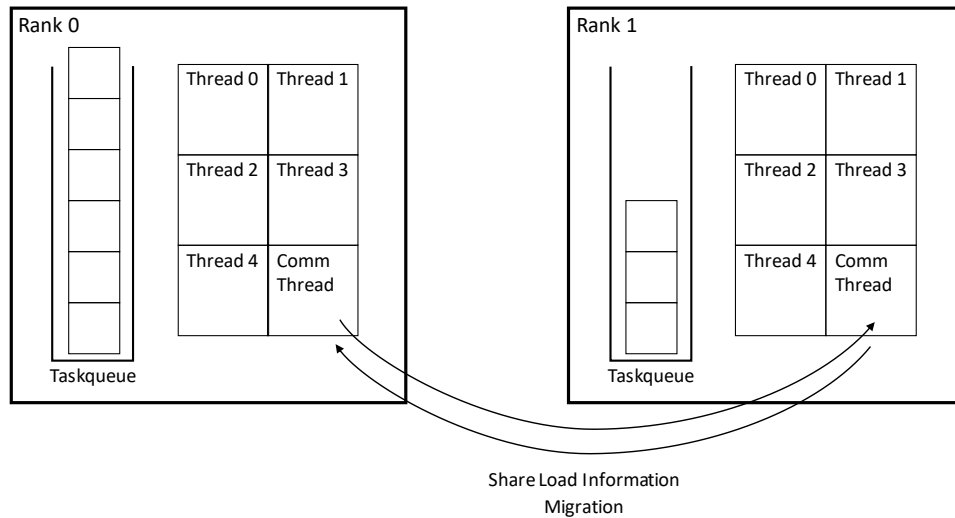 Rank 0
Thread 0
Thread 1
Thread 2
Thread 3
Thread 4
Comm
Thread
Taskqueue
Rank 1
Thread 0
Thread 1
Thread 2
Thread 3
Thread 4
Comm
Thread
Taskqueue
Share Load Information
Migration